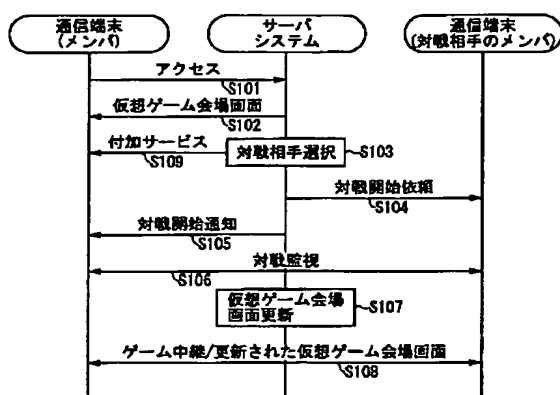 通信端末
(メンバ)
サーバ
システム
通信端末
(対戦相手のメンバ)
アクセス
S101
仮想ゲーム会場画面
S102
付加サービス
S109
対戦相手選択
S103
対戦開始依頼
S104
対戦開始通知
S105
対戦監視
S106
仮想ゲーム会場
画面更新
S107
ゲーム中継/更新された仮想ゲーム会場画面
S108